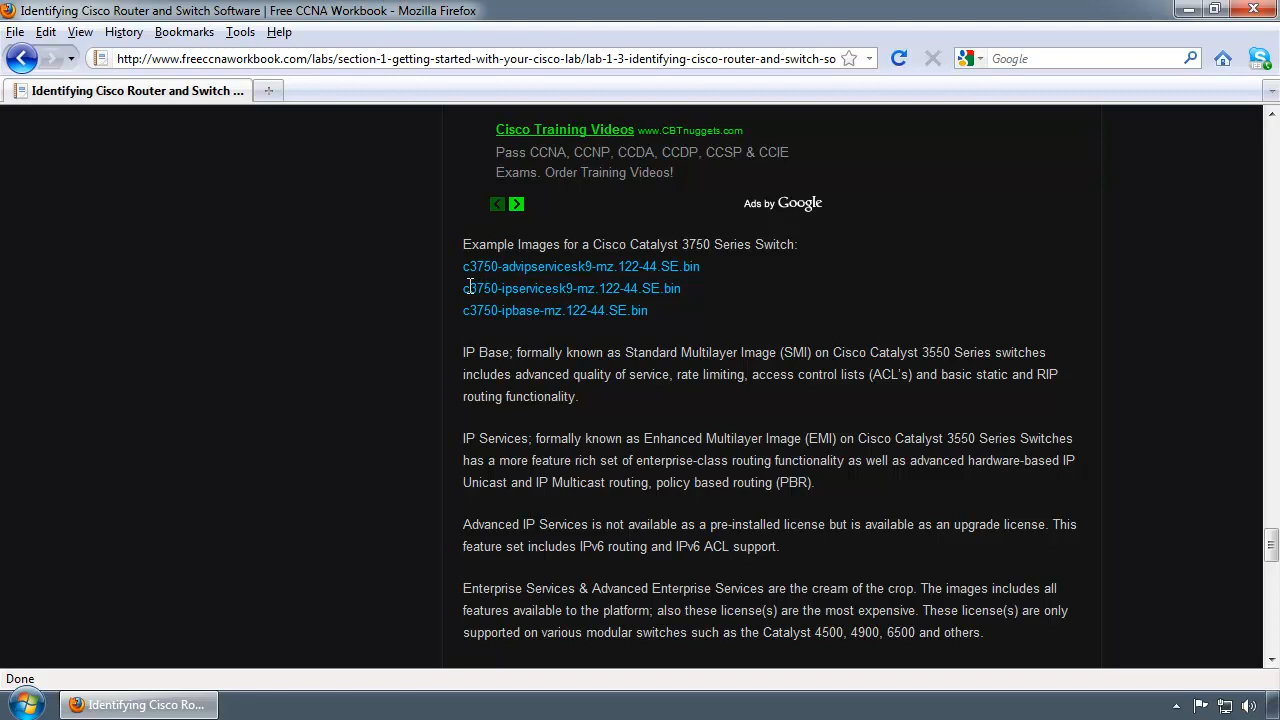 Identifying Cisco Router and Switch Software | Free CCNA Workbook - Mozilla Firefox
File Edit View History Bookmarks Tools Help
http://www.freeccnaworkbook.com/labs/section-1-getting-started-with-your-cisco-lab/lab-1-3-identifying-cisco-router-and-switch-so
Google
Identifying Cisco Router and Switch ...
Cisco Training Videos www.CBTnuggets.com
Pass CCNA, CCNP, CCDA, CCDP, CCSP & CCIE
Exams. Order Training Videos!
Ads by Google
Example Images for a Cisco Catalyst 3750 Series Switch:
c3750-advipservicesk9-mz.122-44.SE.bin
c3750-ipservicesk9-mz.122-44.SE.bin
c3750-ipbase-mz.122-44.SE.bin
IP Base; formally known as Standard Multilayer Image (SMI) on Cisco Catalyst 3550 Series switches
includes advanced quality of service, rate limiting, access control lists (ACL's) and basic static and RIP
routing functionality.
IP Services; formally known as Enhanced Multilayer Image (EMI) on Cisco Catalyst 3550 Series Switches
has a more feature rich set of enterprise-class routing functionality as well as advanced hardware-based IP
Unicast and IP Multicast routing, policy based routing (PBR).
Advanced IP Services is not available as a pre-installed license but is available as an upgrade license. This
feature set includes IPv6 routing and IPv6 ACL support.
Enterprise Services & Advanced Enterprise Services are the cream of the crop. The images includes all
features available to the platform; also these license(s) are the most expensive. These license(s) are only
supported on various modular switches such as the Catalyst 4500, 4900, 6500 and others.
Done
Identifying Cisco Ro...